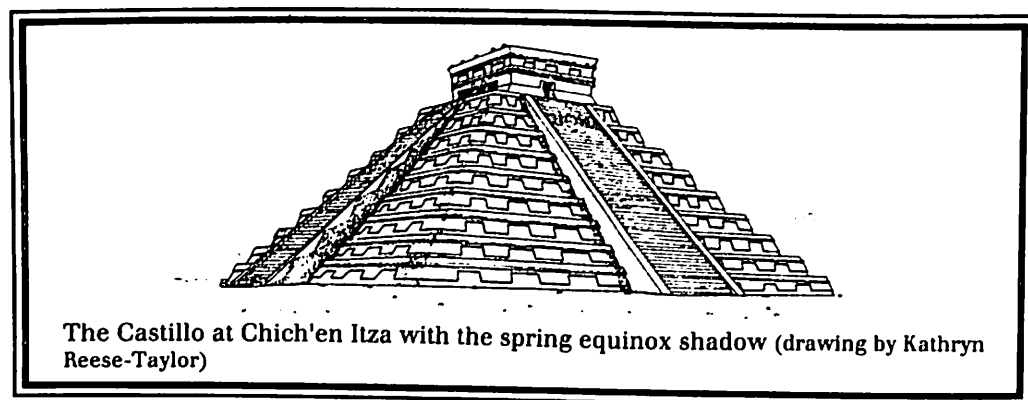 The Castillo at Chich'en Itza with the spring equinox shadow (drawing by Kathryn
Reese-Taylor)